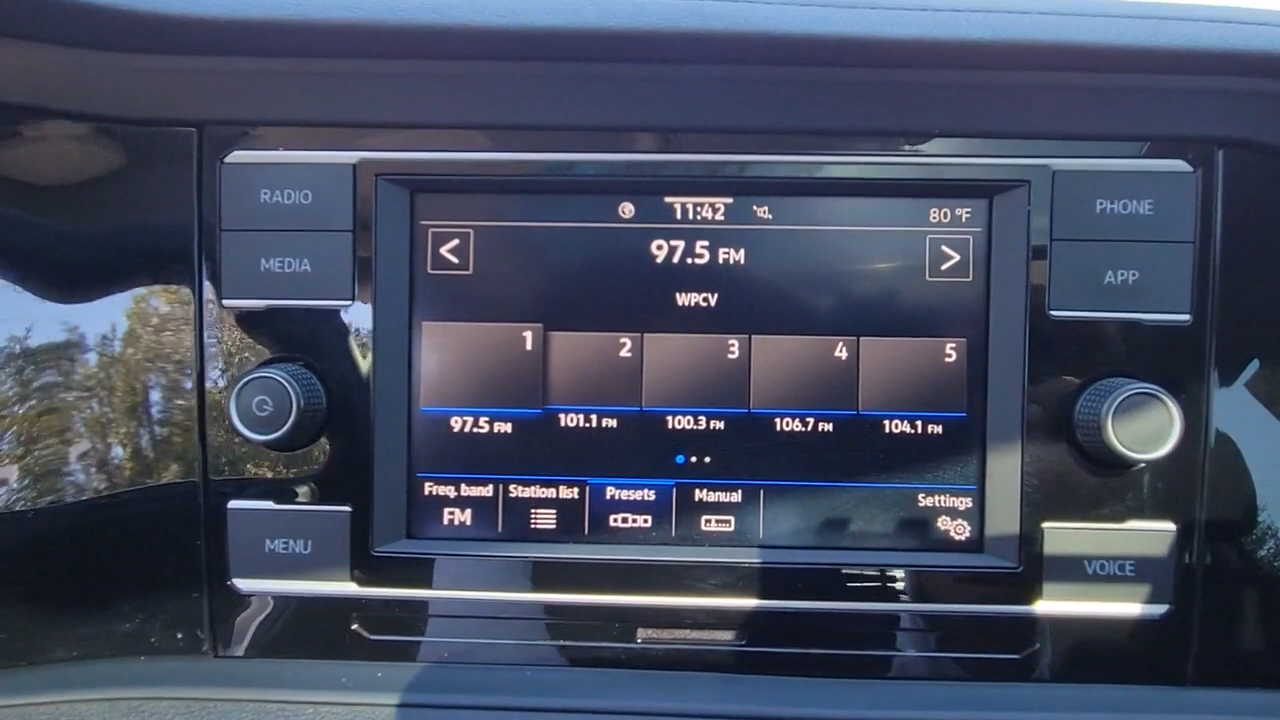 RADIO
MEDIA
MENU
11:42
80 °F
<
97.5 FM
>
WPCV
1
2
3
4
5
97.5 FM
101.1 FM
100.3 FM
106.7 FM
104.1 FM
Freq. band
FM
Station list
Presets
Manual
Settings
PHONE
APP
VOICE